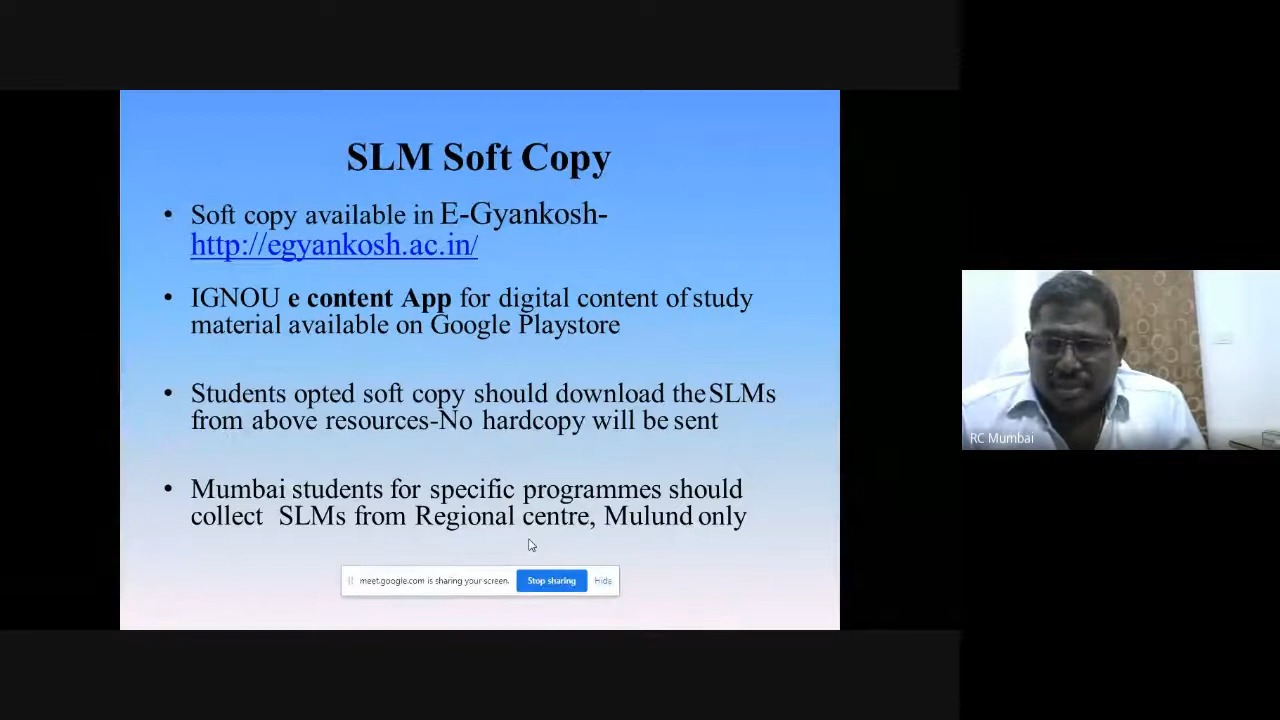 SLM Soft Copy
• Soft copy available in E-Gyankosh-
http://egyankosh.ac.in/
• IGNOU e content App for digital content of study
material available on Google Playstore
• Students opted soft copy should download the SLMs
from above resources-No hardcopy will be sent
• Mumbai students for specific programmes should
collect SLMs from Regional centre, Mulund only
meet.google.com is sharing your screen. Stop sharing Hide
RC Mumbai